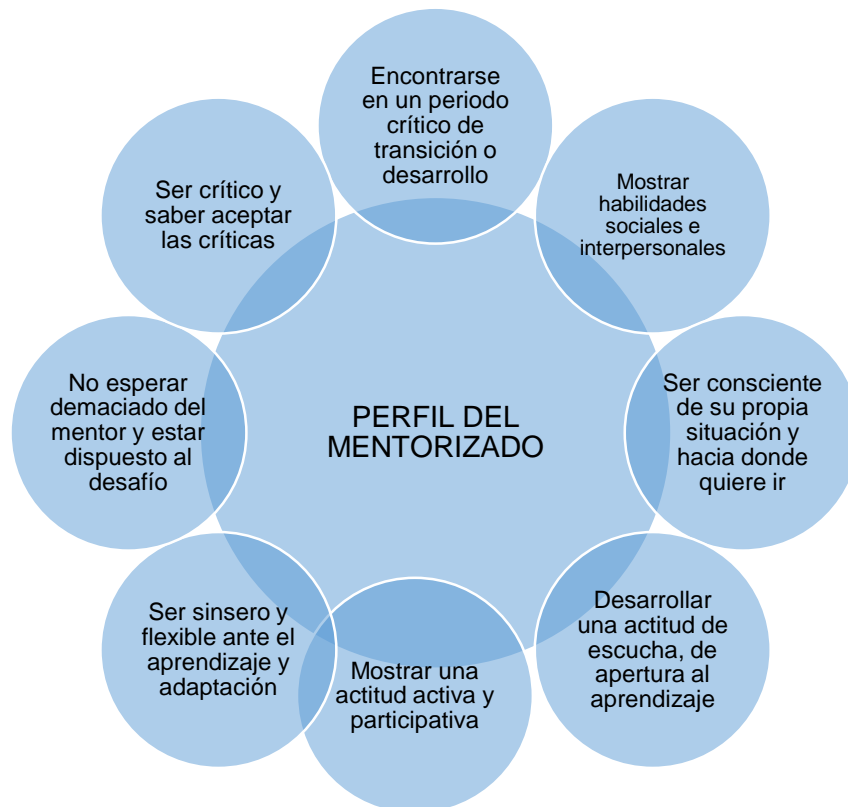 Encontrarse
en un periodo
crítico de
transición o
desarrollo
Mostrar
habilidades
sociales e
interpersonales
Ser consciente
de su propia
situación y
hacia donde
quiere ir
Desarrollar
una actitud de
escucha, de
apertura al
aprendizaje
Mostrar una
actitud activa y
participativa
Ser sinsero y
flexible ante el
aprendizaje y
adaptación
No esperar
demaciado del
mentor y estar
dispuesto al
desafío
Ser crítico y
saber aceptar
las críticas
PERFIL DEL
MENTORIZADO